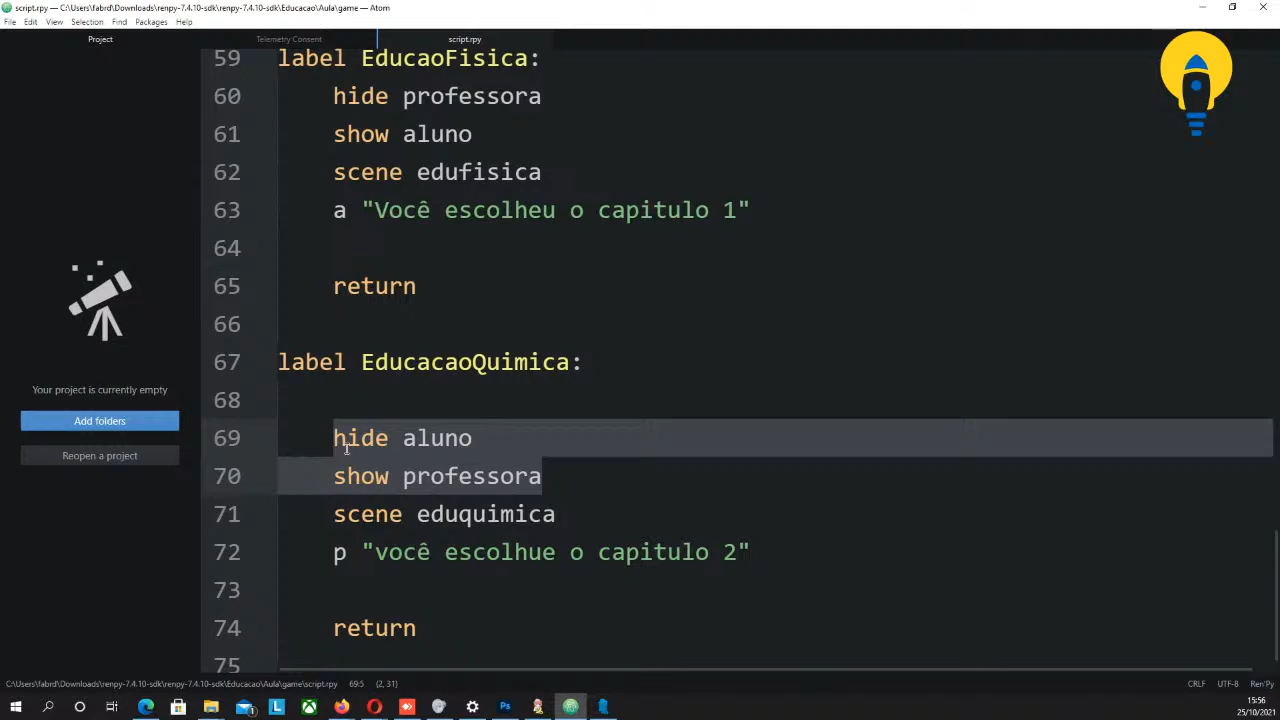 script.rpy — C:\Users\fabrd\Downloads\renpy-7.4.10-sdk\renpy-7.4.10-sdk\Educacao\Aula\game — Atom
File Edit View Selection Find Packages Help
Project Telemetry Consent script.rpy
59 label EducaoFisica:
60 hide professora
61 show aluno
62 scene edufisica
63 a "Você escolheu o capitulo 1"
64
65 return
66
67 label EducacaoQuimica:
68
69 hide aluno
70 show professora
71 scene eduquimica
72 p "você escolhue o capitulo 2"
73
74 return
75
Your project is currently empty
Add folders
Reopen a project
C:\Users\fabrd\Downloads\renpy-7.4.10-sdk\renpy-7.4.10-sdk\Educacao\Aula\game\script.rpy 69:5 (2, 31) CRLF UTF-8 Ren'Py
L 1 Ps
15:56
25/10/2021